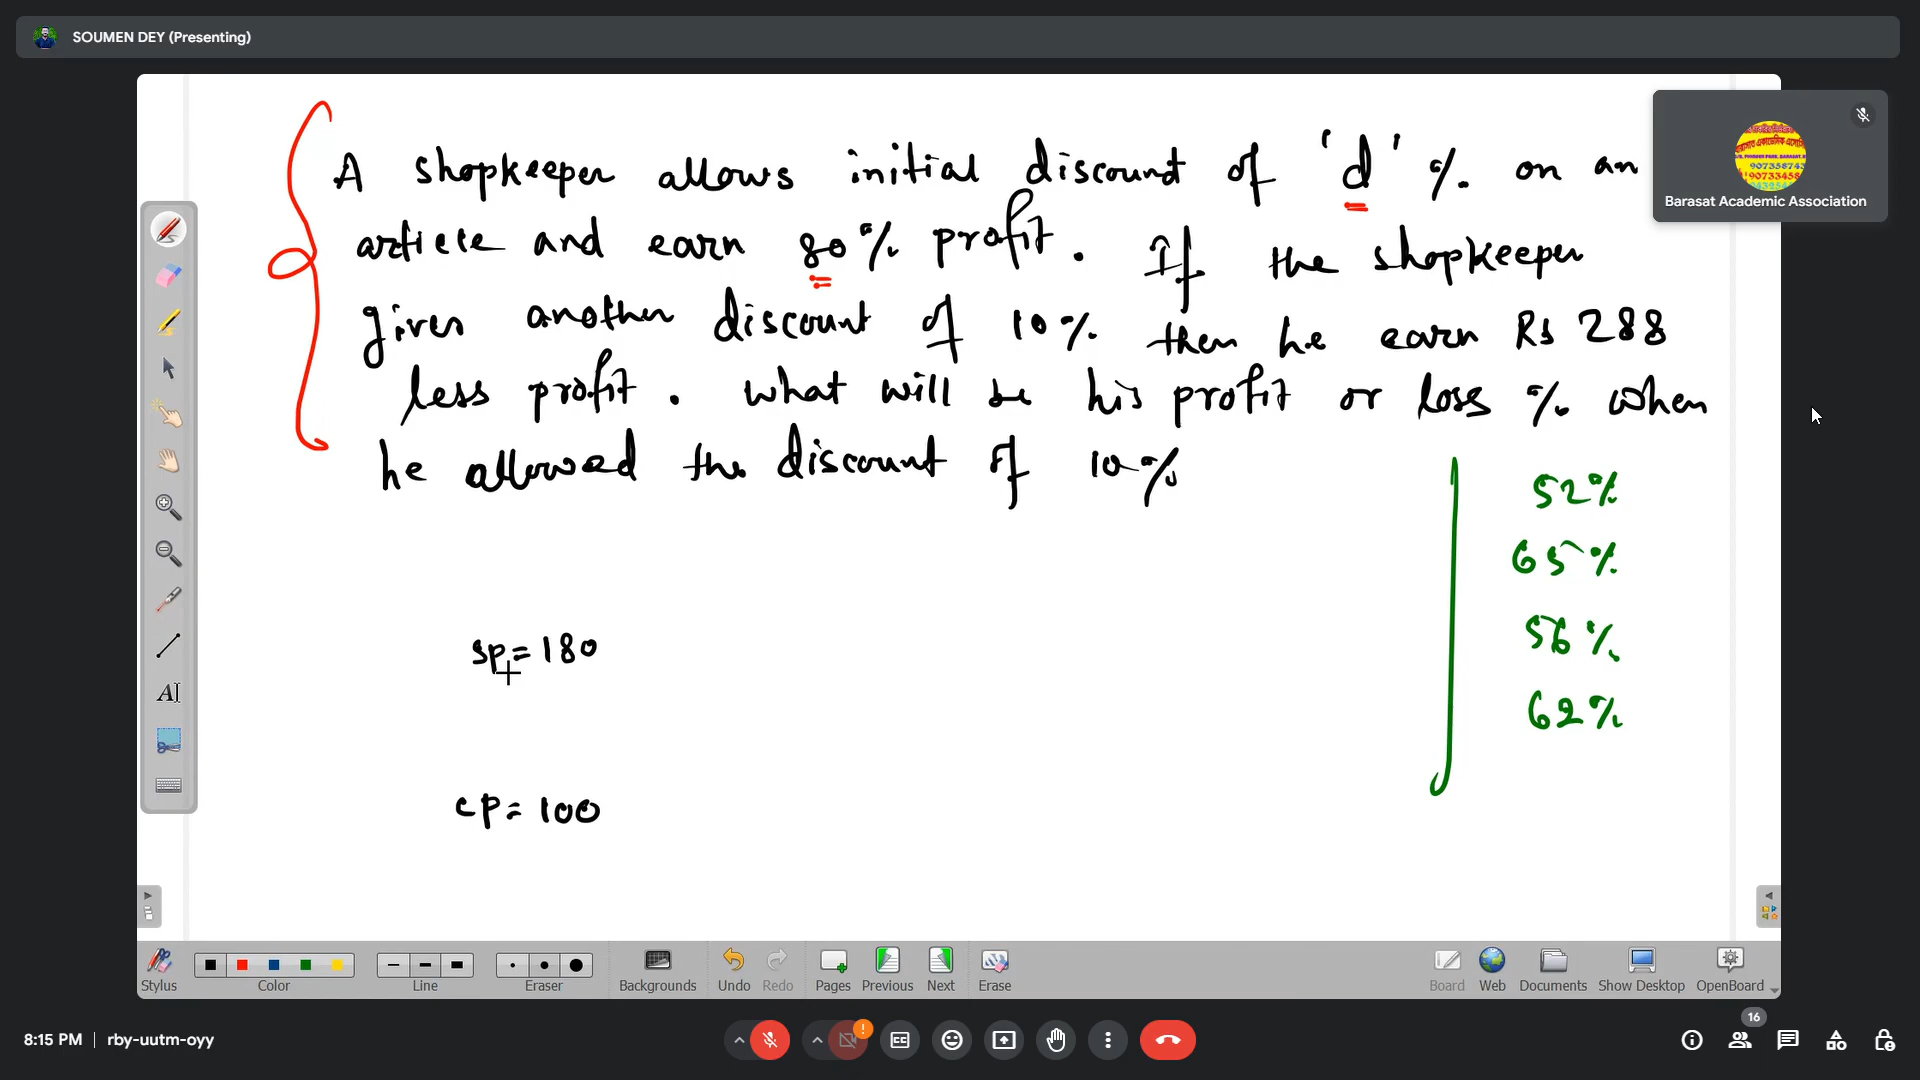 SOUMEN DEY (Presenting)
A shopkeeper allows initial discount of 'd' % on an
article and earn 80% profit. If the shopkeeper
gives another discount of 10% then he earn Rs 288
less profit. What will be his profit or loss % when
he allowed the discount of 10%
Barasat Academic Association
52%
65%
56%
62%
SP = 180
CP = 100
Stylus
Color
Line
Eraser
Backgrounds
Undo
Redo
Pages
Previous
Next
Erase
Board
Web
Documents
Show Desktop
OpenBoard
8:15 PM | rby-uutm-oyy
16